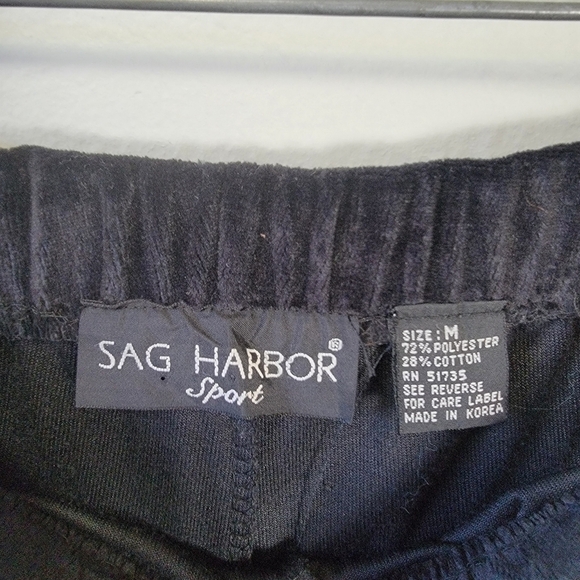 SAG HARBOR®
Sport
SIZE: M
72% POLYESTER
28% COTTON
RN 51735
SEE REVERSE
FOR CARE LABEL
MADE IN KOREA